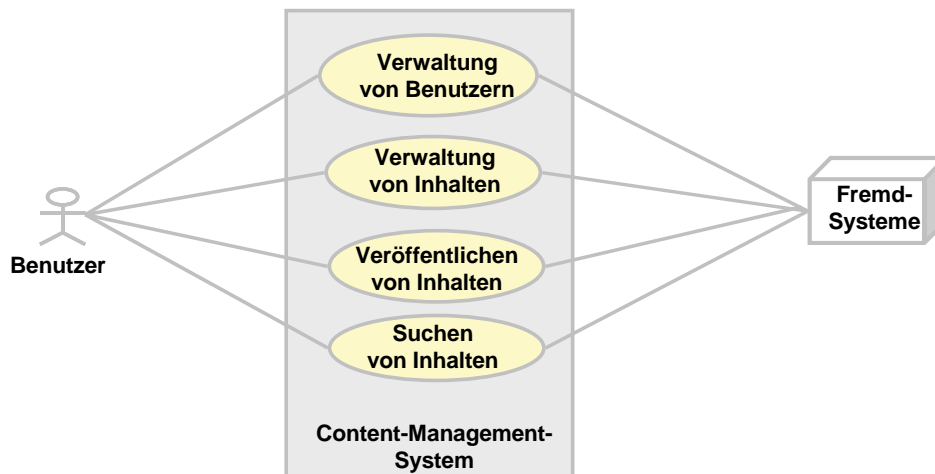 Verwaltung
von Benutzern
Verwaltung
von Inhalten
Fremd-
Systeme
Benutzer
Veröffentlichen
von Inhalten
Suchen
von Inhalten
Content-Management-
System